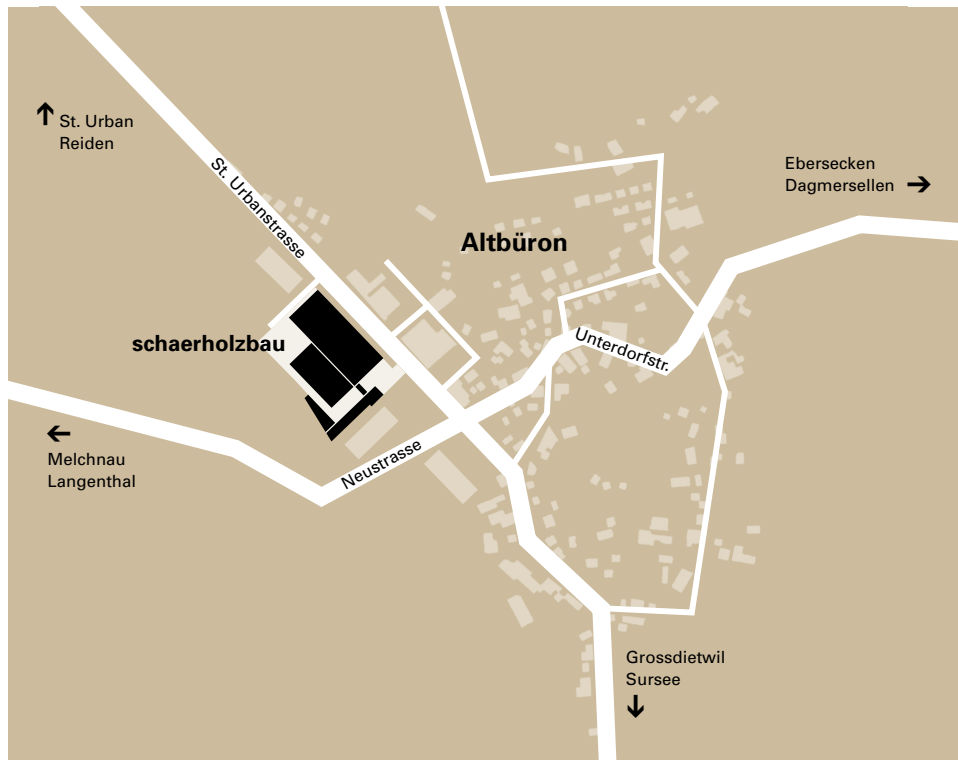 St. Urban
Reiden
St. Urbanstrasse
Ebersecken
Dagmersellen
Altbüron
schaerholzbau
Unterdorfstr.
Melchnau
Langenthal
Neustrasse
Grossdietwil
Sursee